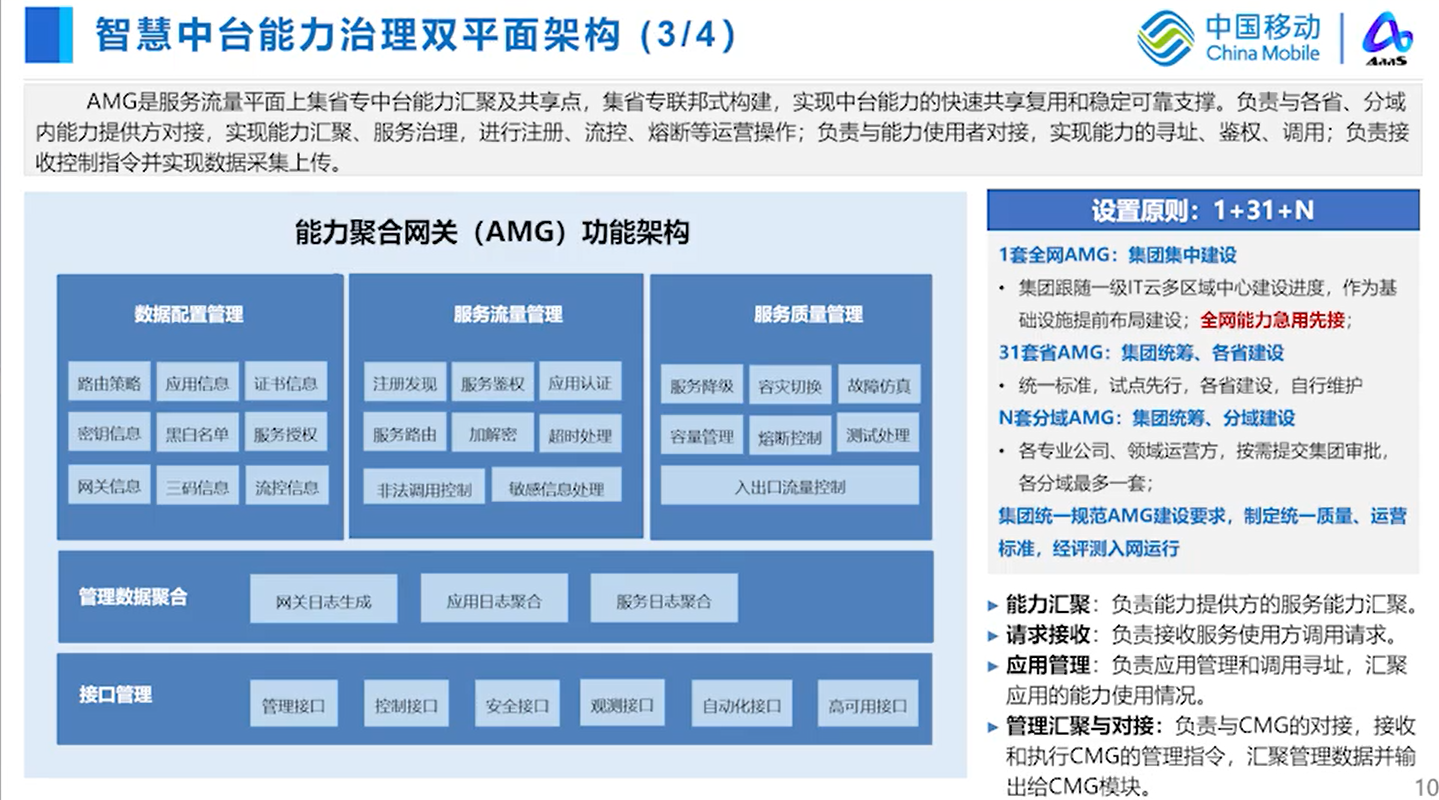 智慧中台能力治理双平面架构（3/4）
中国移动
China Mobile
AaaS
AMG是服务流量平面上集省专中台能力汇聚及共享点，集省专联邦式构建，实现中台能力的快速共享复用和稳定可靠支撑。负责与各省、分域
内能力提供方对接，实现能力汇聚、服务治理，进行注册、流控、熔断等运营操作；负责与能力使用者对接，实现能力的寻址、鉴权、调用；负责接
收控制指令并实现数据采集上传。
能力聚合网关（AMG）功能架构
数据配置管理
路由策略 应用信息 证书信息
密钥信息 黑白名单 服务授权
网关信息 三码信息 流控信息
服务流量管理
注册发现 服务鉴权 应用认证
服务路由 加解密 超时处理
非法调用控制 敏感信息处理
服务质量管理
服务降级 容灾切换 故障仿真
容量管理 熔断控制 测试处理
入出口流量控制
管理数据聚合
网关日志生成 应用日志聚合 服务日志聚合
接口管理
管理接口 控制接口 安全接口 观测接口 自动化接口 高可用接口
设置原则：1+31+N
1套全网AMG：集团集中建设
• 集团跟随一级IT云多区域中心建设进度，作为基
础设施提前布局建设；全网能力急用先接；
31套省AMG：集团统筹、各省建设
• 统一标准，试点先行，各省建设，自行维护
N套分域AMG：集团统筹、分域建设
• 各专业公司、领域运营方，按需提交集团审批，
各分域最多一套；
集团统一规范AMG建设要求，制定统一质量、运营
标准，经评测入网运行
▶ 能力汇聚：负责能力提供方的服务能力汇聚。
▶ 请求接收：负责接收服务使用方调用请求。
▶ 应用管理：负责应用管理和调用寻址，汇聚
应用的能力使用情况。
▶ 管理汇聚与对接：负责与CMG的对接，接收
和执行CMG的管理指令，汇聚管理数据并输
出给CMG模块。
10